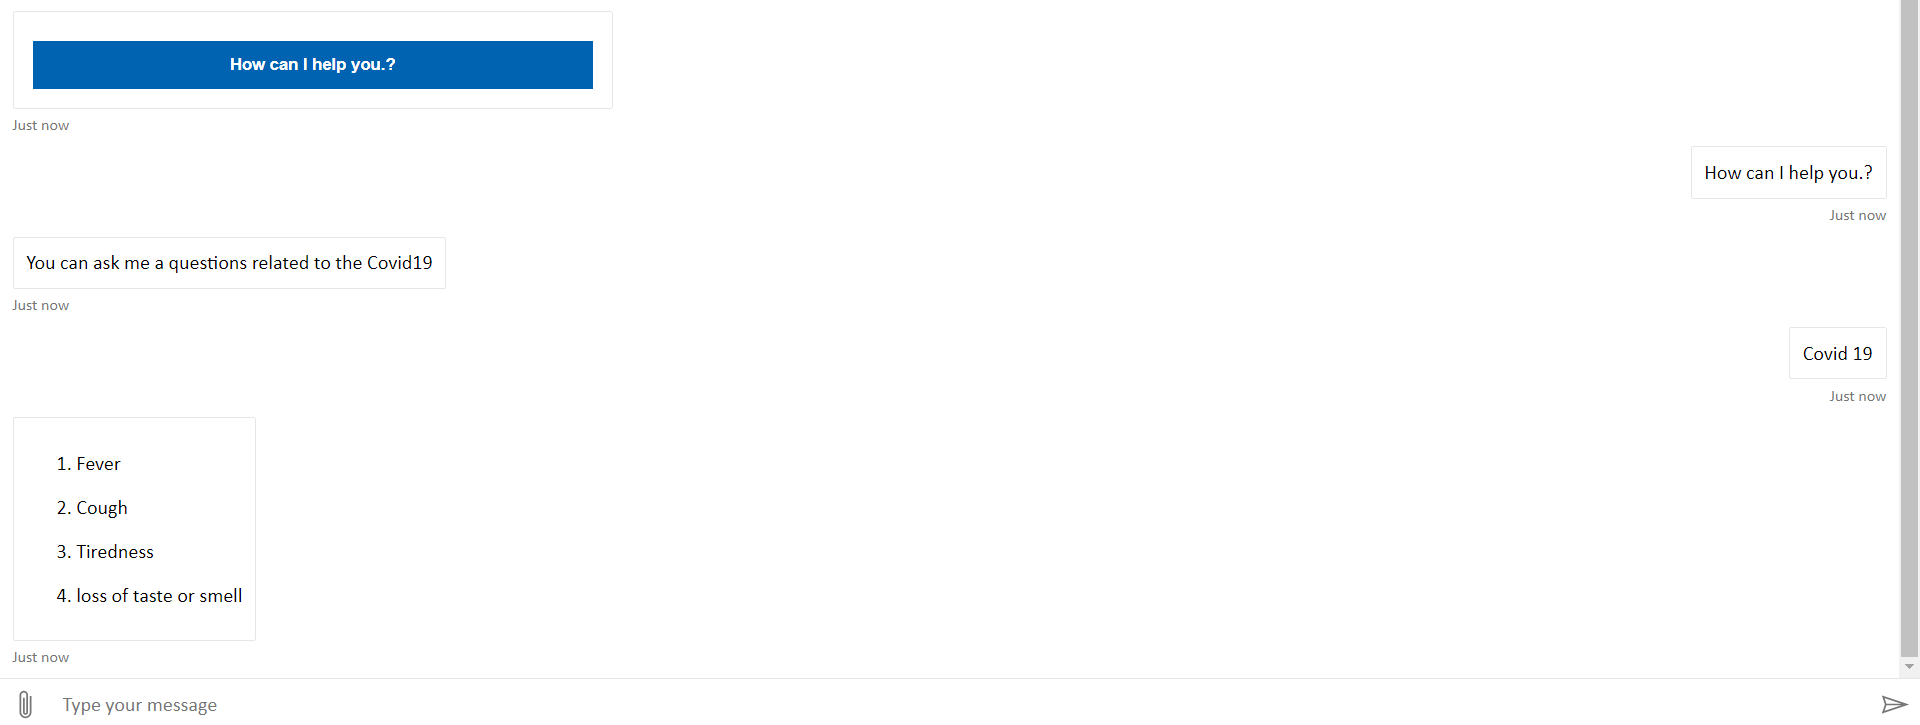 How can I help you.?
Just now
How can I help you.?
Just now
You can ask me a questions related to the Covid19
Just now
Covid 19
Just now
1. Fever
2. Cough
3. Tiredness
4. loss of taste or smell
Just now
Type your message